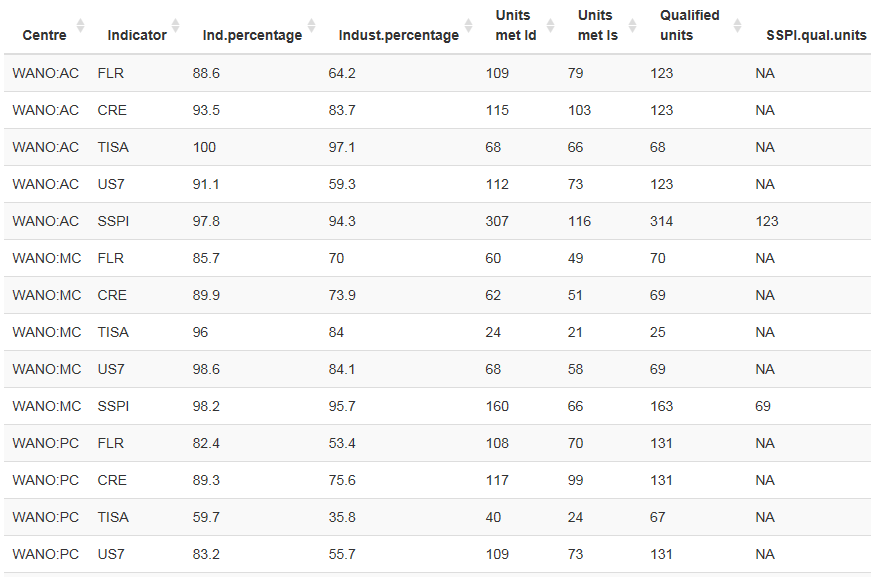 Centre Indicator Ind.percentage Indust.percentage Units met Id Units met Is Qualified units SSPI.qual.units
WANO:AC FLR 88.6 64.2 109 79 123 NA
WANO:AC CRE 93.5 83.7 115 103 123 NA
WANO:AC TISA 100 97.1 68 66 68 NA
WANO:AC US7 91.1 59.3 112 73 123 NA
WANO:AC SSPI 97.8 94.3 307 116 314 123
WANO:MC FLR 85.7 70 60 49 70 NA
WANO:MC CRE 89.9 73.9 62 51 69 NA
WANO:MC TISA 96 84 24 21 25 NA
WANO:MC US7 98.6 84.1 68 58 69 NA
WANO:MC SSPI 98.2 95.7 160 66 163 69
WANO:PC FLR 82.4 53.4 108 70 131 NA
WANO:PC CRE 89.3 75.6 117 99 131 NA
WANO:PC TISA 59.7 35.8 40 24 67 NA
WANO:PC US7 83.2 55.7 109 73 131 NA